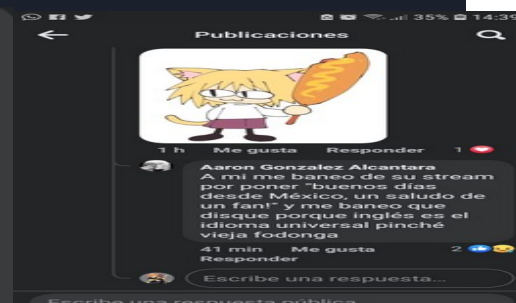 35% 14:39
Publicaciones
1 h Me gusta Responder 1
Aaron Gonzalez Alcantara
A mi me baneo de su stream
por poner "buenos días
desde México, un saludo de
un fan!" y me baneo que
disque porque inglés es el
idioma universal pinché
vieja fodonga
41 min Me gusta 2
Responder
Escribe una respuesta...
Escribe una respuesta pública...